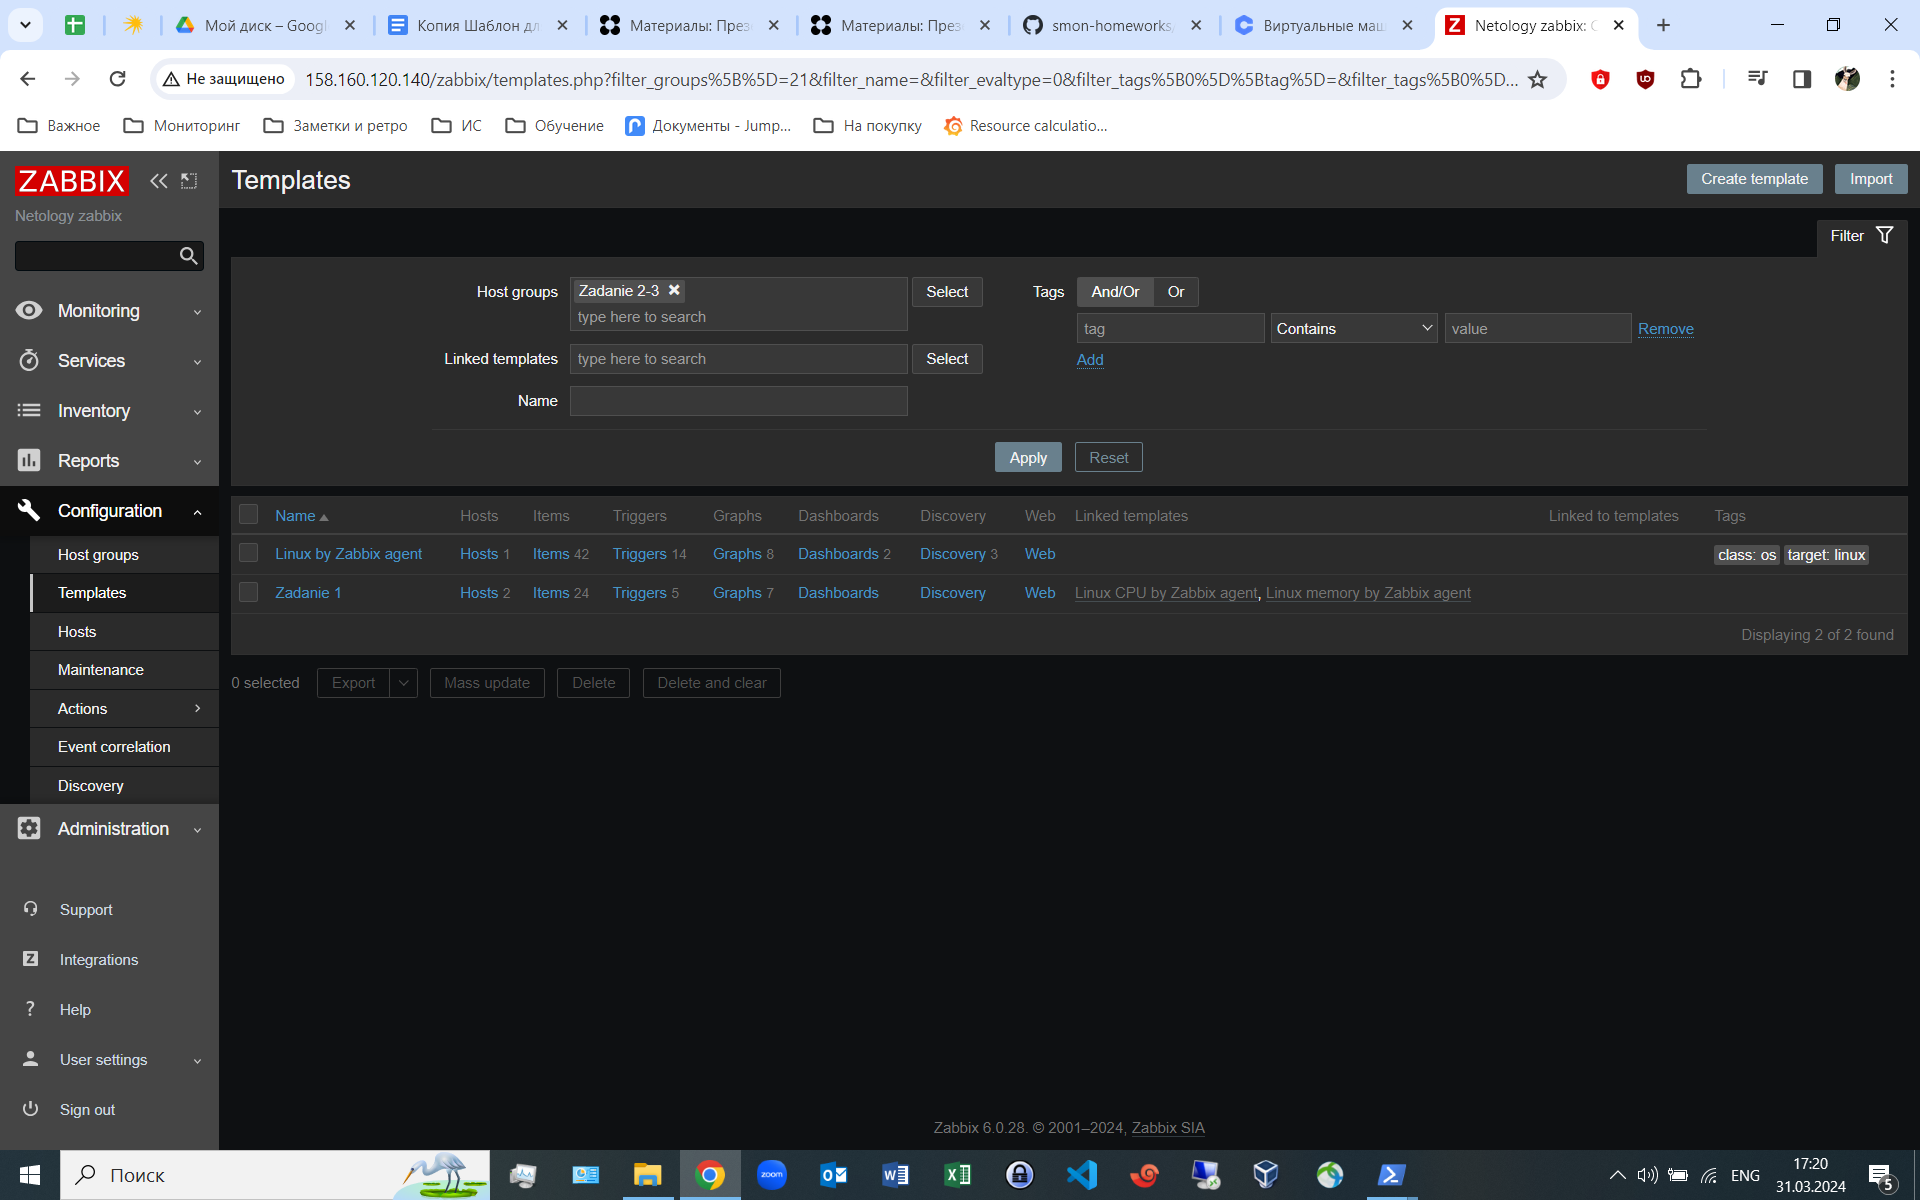 Мой диск – Googl
Копия Шаблон дл
Материалы: През
Материалы: През
smon-homeworks
Виртуальные маш
Netology zabbix: C
Не защищено
158.160.120.140/zabbix/templates.php?filter_groups%5B%5D=21&filter_name=&filter_evaltype=0&filter_tags%5B0%5D%5Btag%5D=&filter_tags%5B0%5D...
Важное
Мониторинг
Заметки и ретро
ИС
Обучение
Документы - Jump...
На покупку
Resource calculatio...
ZABBIX
Netology zabbix
Templates
Create template
Import
Filter
Monitoring
Services
Inventory
Reports
Configuration
Host groups
Templates
Hosts
Maintenance
Actions
Event correlation
Discovery
Administration
Support
Integrations
Help
User settings
Sign out
Host groups
Zadanie 2-3
type here to search
Select
Linked templates
type here to search
Select
Name
Tags
And/Or
Or
tag
Contains
value
Remove
Add
Apply
Reset
Name Hosts Items Triggers Graphs Dashboards Discovery Web Linked templates Linked to templates Tags
Linux by Zabbix agent Hosts 1 Items 42 Triggers 14 Graphs 8 Dashboards 2 Discovery 3 Web class: os target: linux
Zadanie 1 Hosts 2 Items 24 Triggers 5 Graphs 7 Dashboards Discovery Web Linux CPU by Zabbix agent, Linux memory by Zabbix agent
Displaying 2 of 2 found
0 selected
Export
Mass update
Delete
Delete and clear
Zabbix 6.0.28. © 2001–2024, Zabbix SIA
Поиск
zoom
ENG
17:20
31.03.2024
5